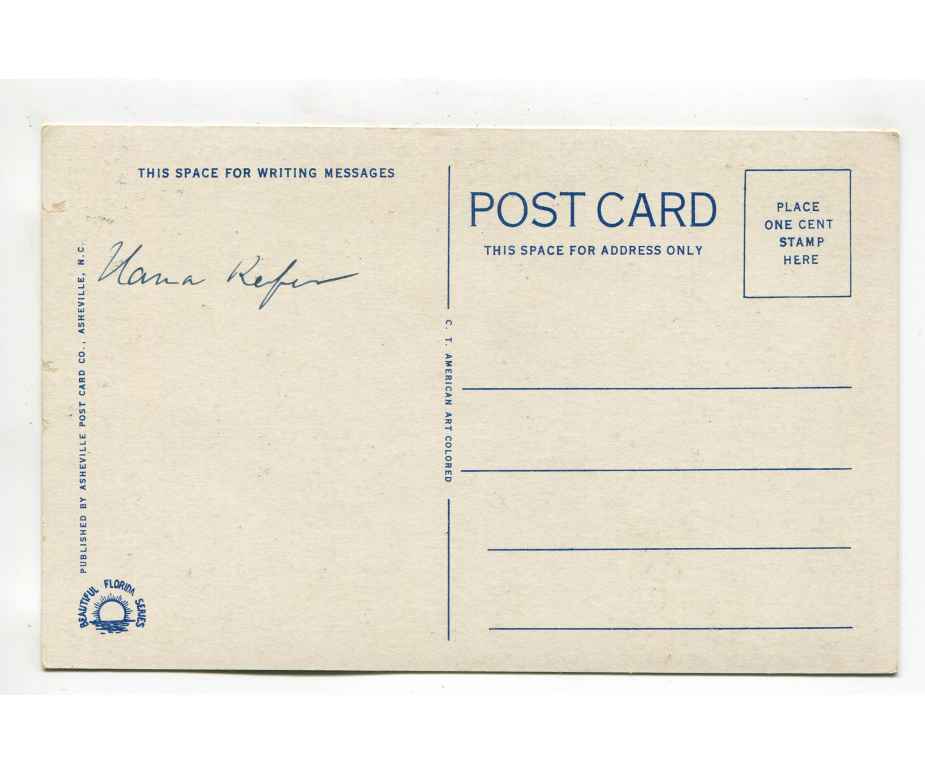 THIS SPACE FOR WRITING MESSAGES
Hana
PUBLISHED BY ASHEVILLE POST CARD CO., ASHEVILLE, N.C.
BEAUTIFUL FLORIDA SERIES
C. T. AMERICAN ART COLORED
POST CARD
THIS SPACE FOR ADDRESS ONLY
PLACE
ONE CENT
STAMP
HERE